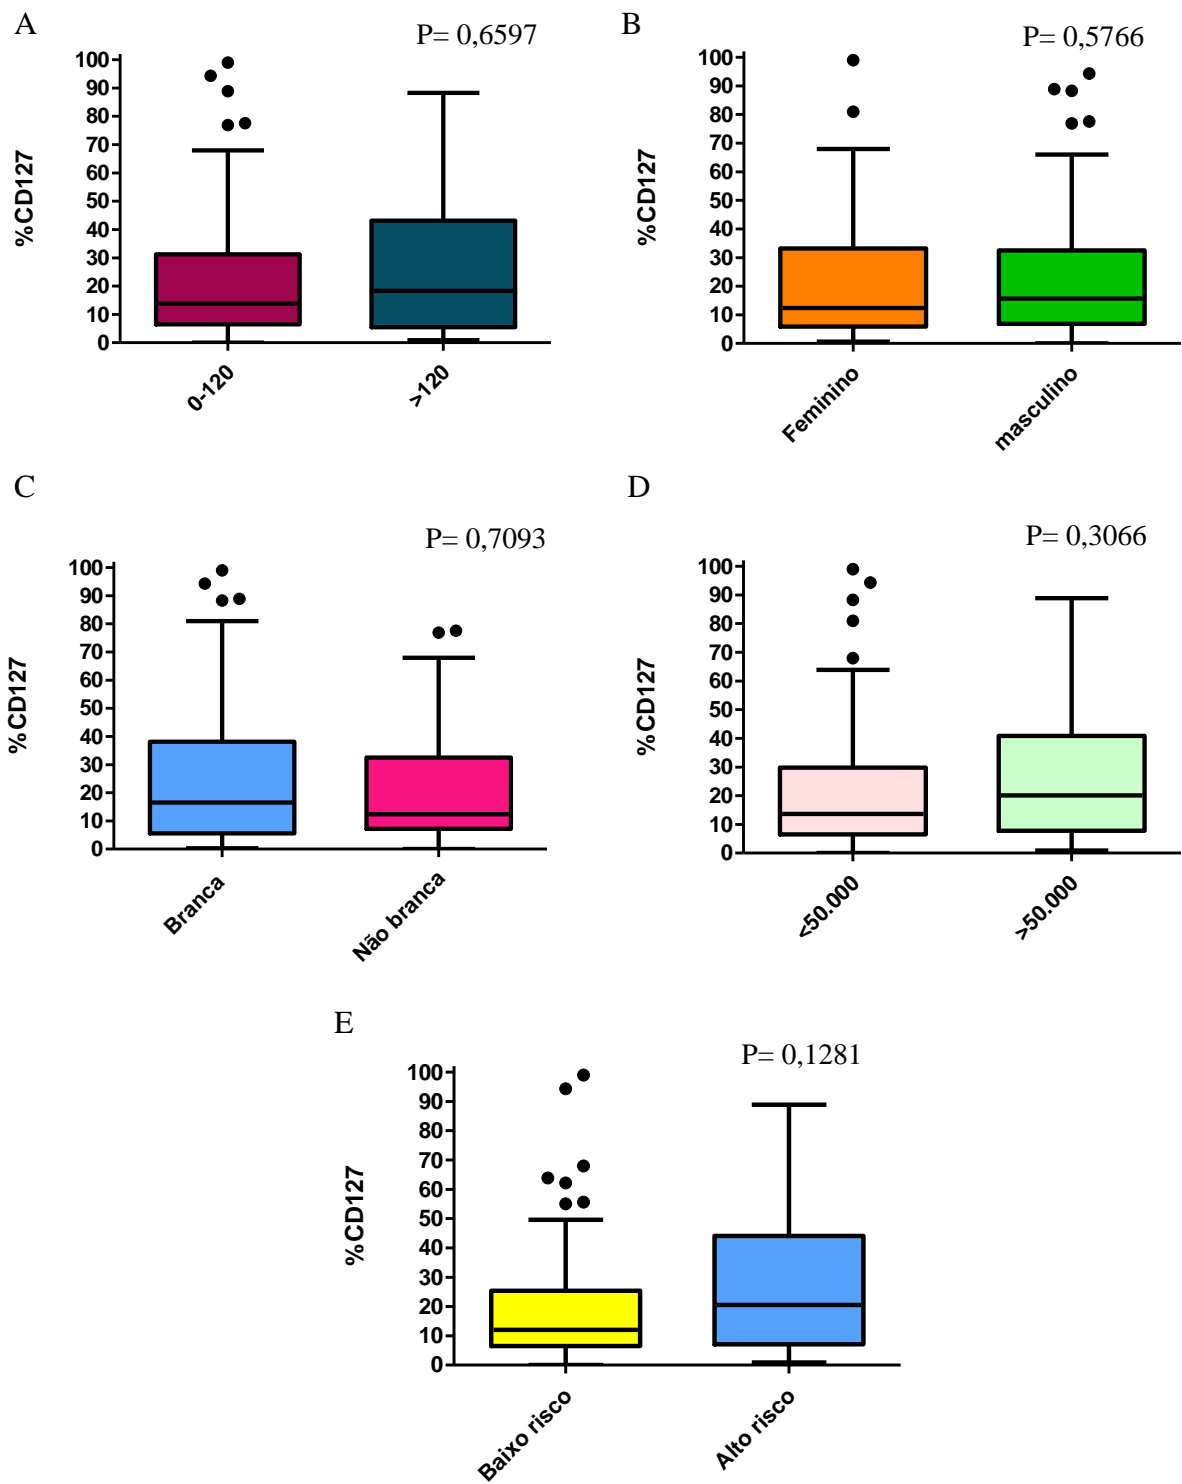 A
P= 0,6597
%CD127
100
90
80
70
60
50
40
30
20
10
0
0-120
>120
B
P= 0,5766
%CD127
100
90
80
70
60
50
40
30
20
10
0
Feminino
masculino
C
P= 0,7093
%CD127
100
90
80
70
60
50
40
30
20
10
0
Branca
Não branca
D
P= 0,3066
%CD127
100
90
80
70
60
50
40
30
20
10
0
<50.000
>50.000
E
P= 0,1281
%CD127
100
90
80
70
60
50
40
30
20
10
0
Baixo risco
Alto risco